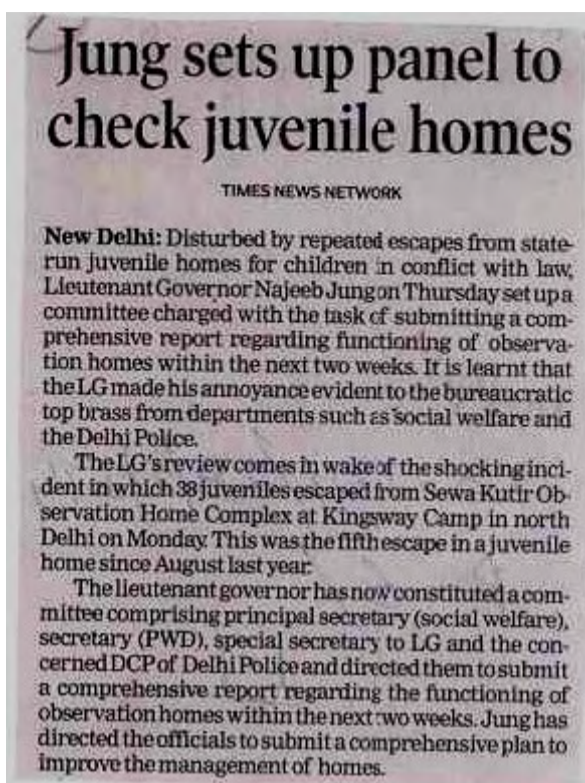 Jung sets up panel to
check juvenile homes
TIMES NEWS NETWORK
New Delhi: Disturbed by repeated escapes from state-
run juvenile homes for children in conflict with law,
Lieutenant Governor Najeeb Jung on Thursday set up a
committee charged with the task of submitting a com-
prehensive report regarding functioning of observa-
tion homes within the next two weeks. It is learnt that
the LG made his annoyance evident to the bureaucratic
top brass from departments such as social welfare and
the Delhi Police.
The LG's review comes in wake of the shocking inci-
dent in which 38 juveniles escaped from Sewa Kutir Ob-
servation Home Complex at Kingsway Camp in north
Delhi on Monday. This was the fifth escape in a juvenile
home since August last year.
The lieutenant governor has now constituted a com-
mittee comprising principal secretary (social welfare),
secretary (PWD), special secretary to LG and the con-
cerned DCP of Delhi Police and directed them to submit
a comprehensive report regarding the functioning of
observation homes within the next two weeks. Jung has
directed the officials to submit a comprehensive plan to
improve the management of homes.